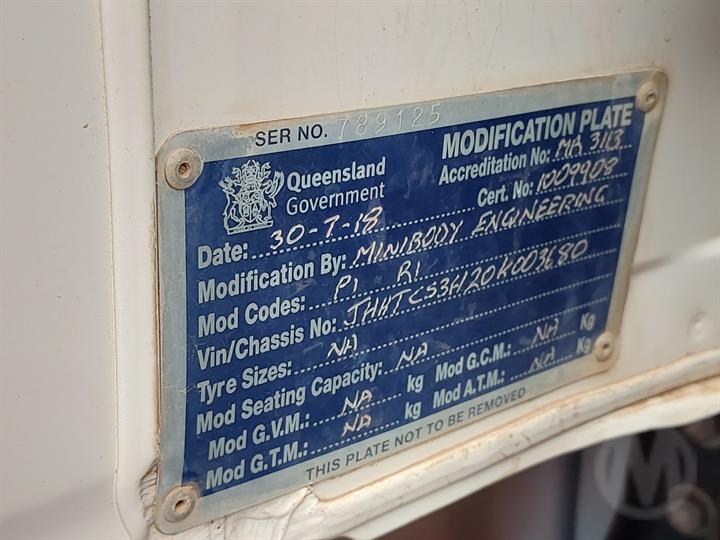 SER NO. 789125
MODIFICATION PLATE
Queensland Government
Accreditation No: MA 3113
Cert. No: 1009908
Date: 30-7-18
Modification By: MINIBODY ENGINEERING
Mod Codes: P1 R1
Vin/Chassis No: JHHTCS3H20K003680
Tyre Sizes: NA
Mod Seating Capacity: NA
Mod G.V.M.: NA kg Mod G.C.M.: NA Kg
Mod G.T.M.: NA kg Mod A.T.M.: NA Kg
THIS PLATE NOT TO BE REMOVED
M